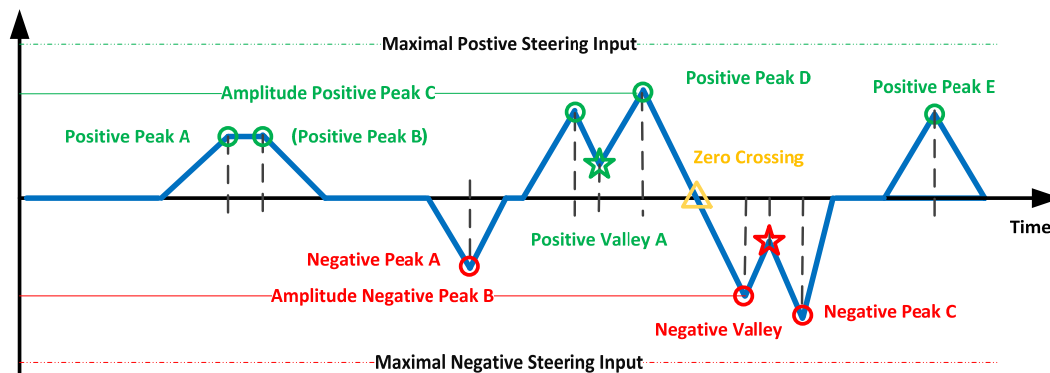 Maximal Postive Steering Input
Amplitude Positive Peak C
Positive Peak D
Positive Peak E
Positive Peak A
(Positive Peak B)
Zero Crossing
Positive Valley A
Time
Negative Peak A
Amplitude Negative Peak B
Negative Peak C
Negative Valley
Maximal Negative Steering Input